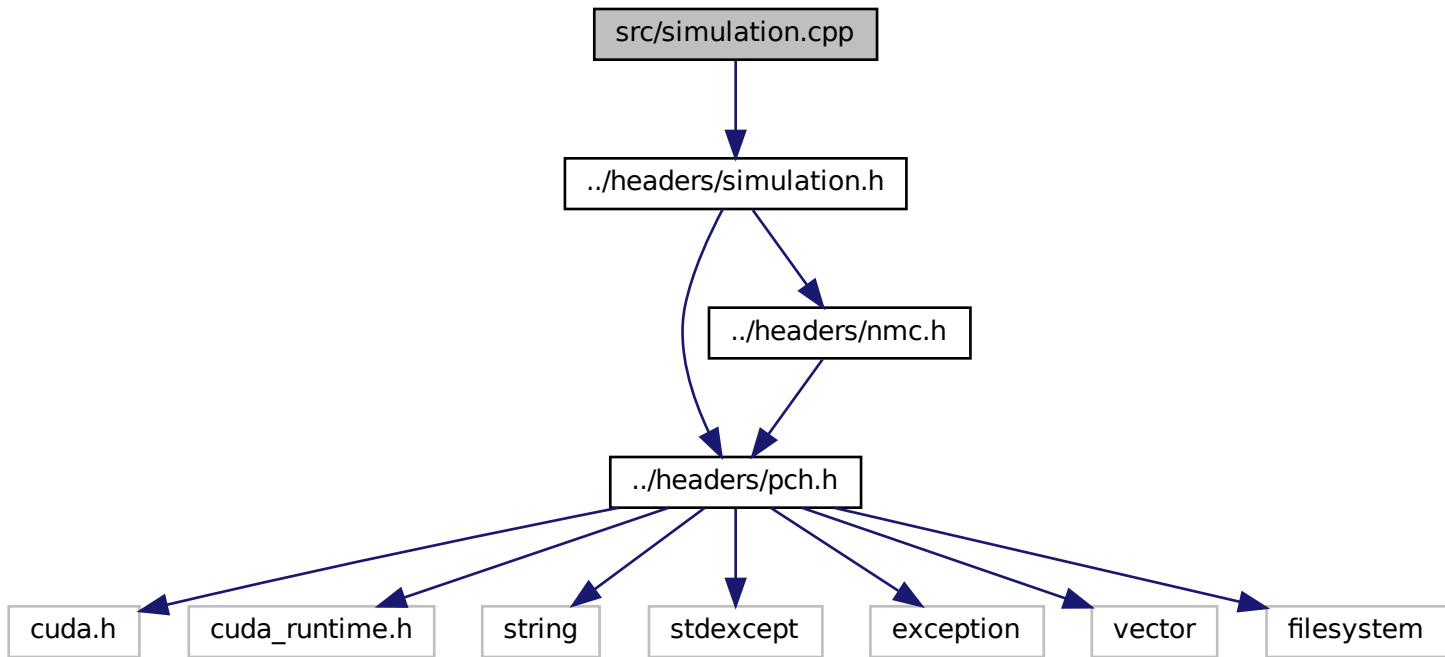 src/simulation.cpp
../headers/simulation.h
../headers/nmc.h
../headers/pch.h
cuda.h
cuda_runtime.h
string
stdexcept
exception
vector
filesystem